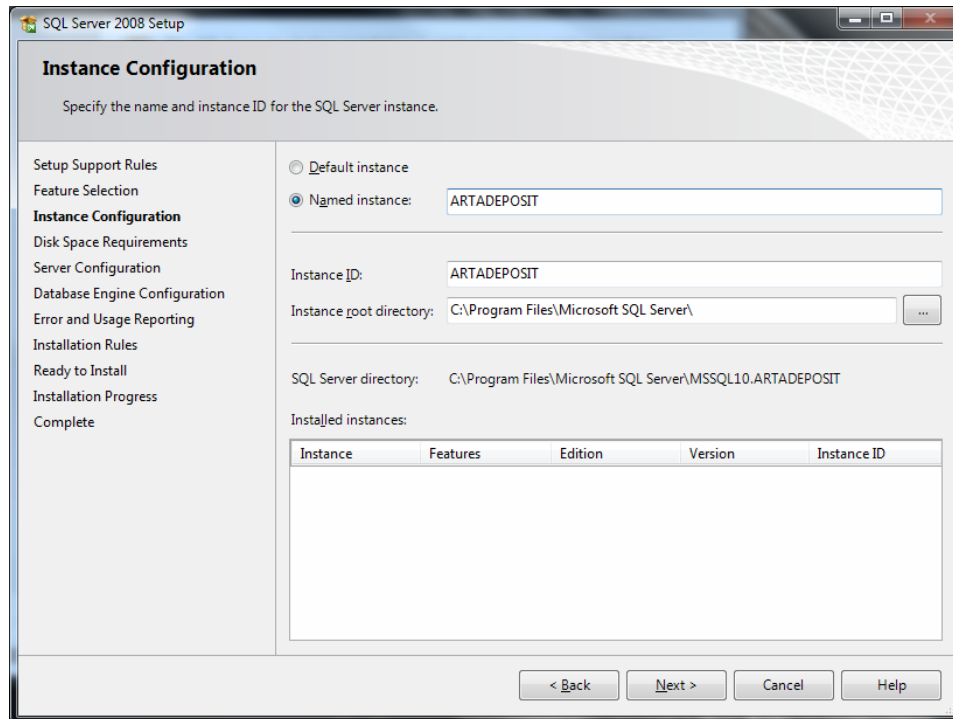 SQL Server 2008 Setup
Instance Configuration
Specify the name and instance ID for the SQL Server instance.
Setup Support Rules
Feature Selection
Instance Configuration
Disk Space Requirements
Server Configuration
Database Engine Configuration
Error and Usage Reporting
Installation Rules
Ready to Install
Installation Progress
Complete
Default instance
Named instance: ARTADEPOSIT
Instance ID: ARTADEPOSIT
Instance root directory: C:\Program Files\Microsoft SQL Server\ ...
SQL Server directory: C:\Program Files\Microsoft SQL Server\MSSQL10.ARTADEPOSIT
Installed instances:
Instance Features Edition Version Instance ID
< Back Next > Cancel Help